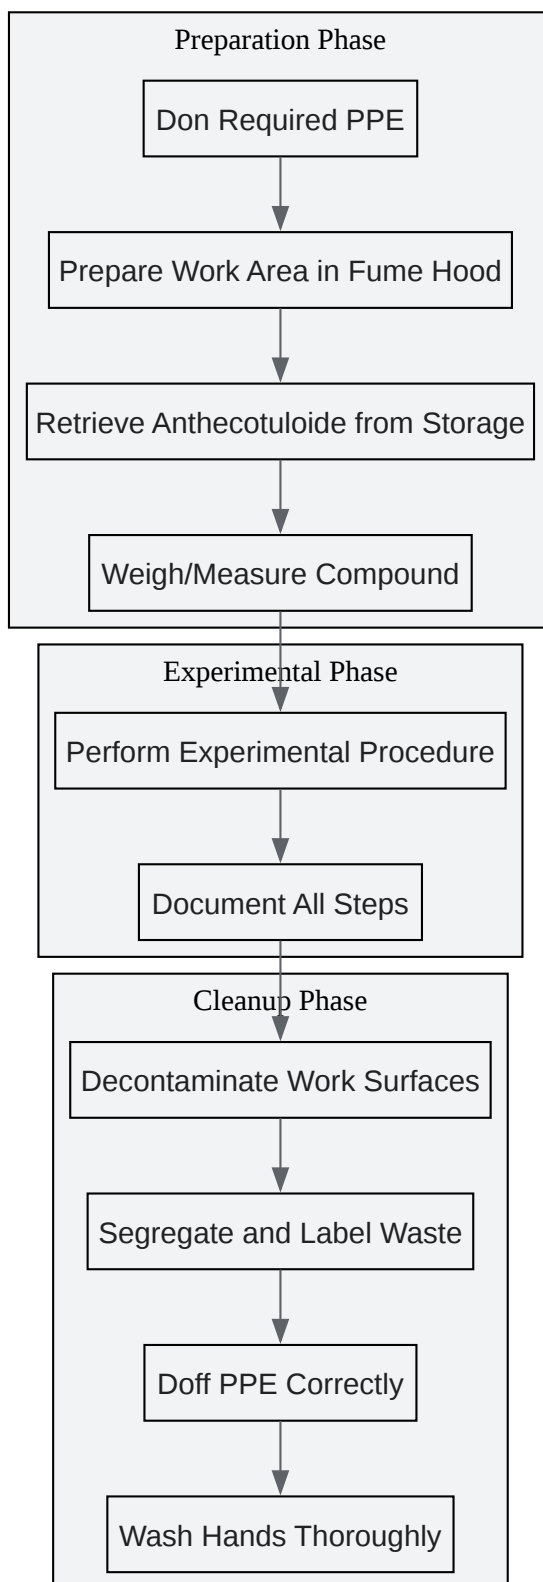 Preparation Phase
Don Required PPE
Prepare Work Area in Fume Hood
Retrieve Anthecotuloide from Storage
Weigh/Measure Compound
Experimental Phase
Perform Experimental Procedure
Document All Steps
Cleanup Phase
Decontaminate Work Surfaces
Segregate and Label Waste
Doff PPE Correctly
Wash Hands Thoroughly